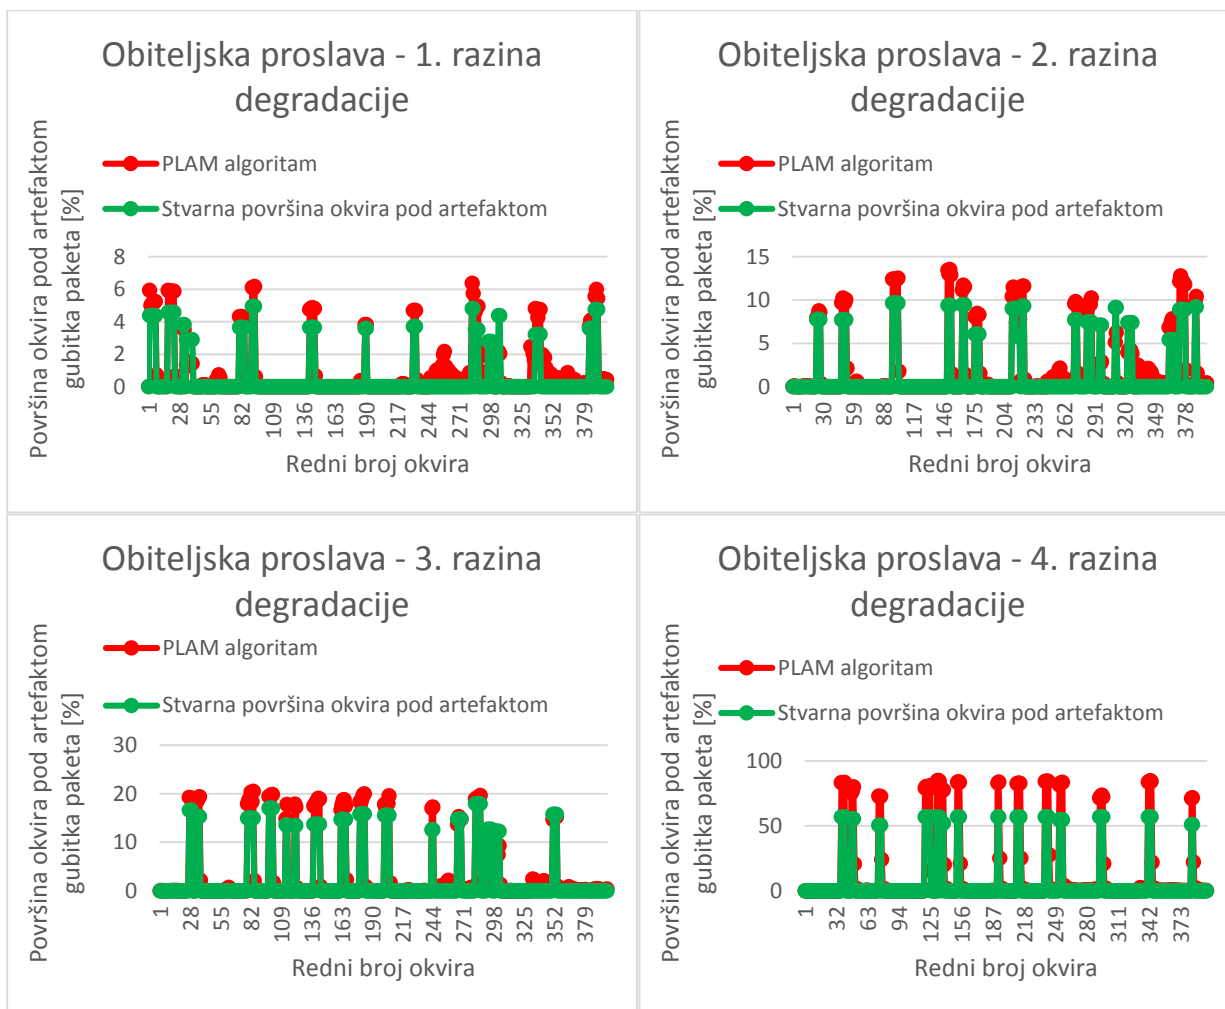 Obiteljska proslava - 1. razina
degradacije
Površina okvira pod artefaktom
gubitka paketa [%]
PLAM algoritam
Stvarna površina okvira pod artefaktom
8
6
4
2
0
1 28 55 82 109 136 163 190 217 244 271 298 325 352 379
Redni broj okvira
Obiteljska proslava - 2. razina
degradacije
Površina okvira pod artefaktom
gubitka paketa [%]
PLAM algoritam
Stvarna površina okvira pod artefaktom
15
10
5
0
1 30 59 88 117 146 175 204 233 262 291 320 349 378
Redni broj okvira
Obiteljska proslava - 3. razina
degradacije
Površina okvira pod artefaktom
gubitka paketa [%]
PLAM algoritam
Stvarna površina okvira pod artefaktom
30
20
10
0
1 28 55 82 109 136 163 190 217 244 271 298 325 352 379
Redni broj okvira
Obiteljska proslava - 4. razina
degradacije
Površina okvira pod artefaktom
gubitka paketa [%]
PLAM algoritam
Stvarna površina okvira pod artefaktom
100
50
0
1 32 63 94 125 156 187 218 249 280 311 342 373
Redni broj okvira